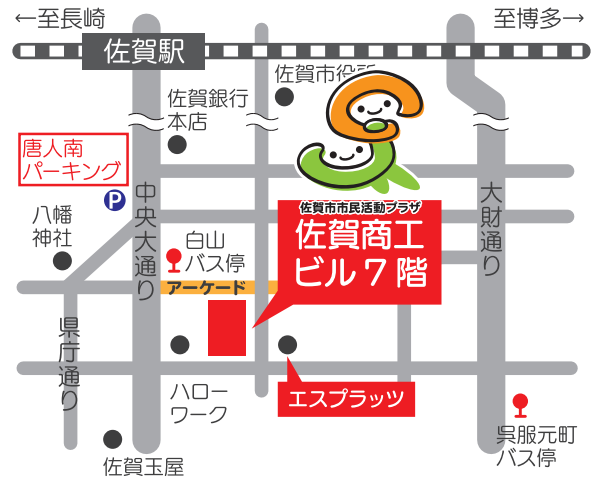 ←至長崎
至博多→
佐賀駅
佐賀市役所
佐賀銀行
本店
唐人南
パーキング
P
八幡
神社
中央大通り
白山
バス停
アーケード
佐賀市市民活動プラザ
佐賀商工
ビル7階
大財通り
県庁通り
ハロー
ワーク
エスプラッツ
呉服元町
バス停
佐賀玉屋